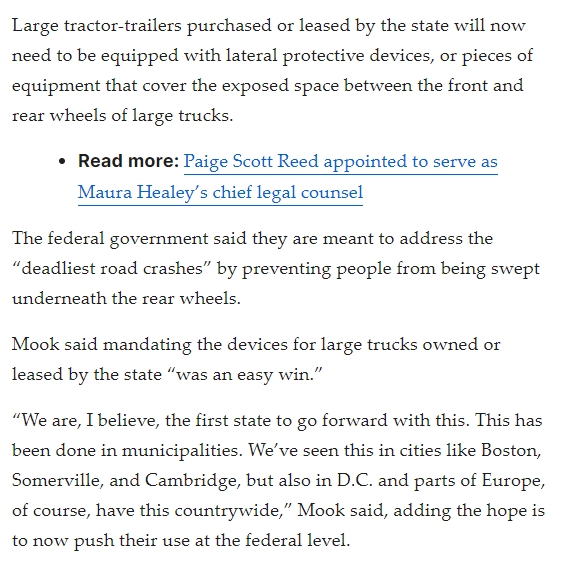 Large tractor-trailers purchased or leased by the state will now
need to be equipped with lateral protective devices, or pieces of
equipment that cover the exposed space between the front and
rear wheels of large trucks.
• Read more: Paige Scott Reed appointed to serve as
Maura Healey’s chief legal counsel
The federal government said they are meant to address the
“deadliest road crashes” by preventing people from being swept
underneath the rear wheels.
Mook said mandating the devices for large trucks owned or
leased by the state “was an easy win.”
“We are, I believe, the first state to go forward with this. This has
been done in municipalities. We’ve seen this in cities like Boston,
Somerville, and Cambridge, but also in D.C. and parts of Europe,
of course, have this countrywide,” Mook said, adding the hope is
to now push their use at the federal level.